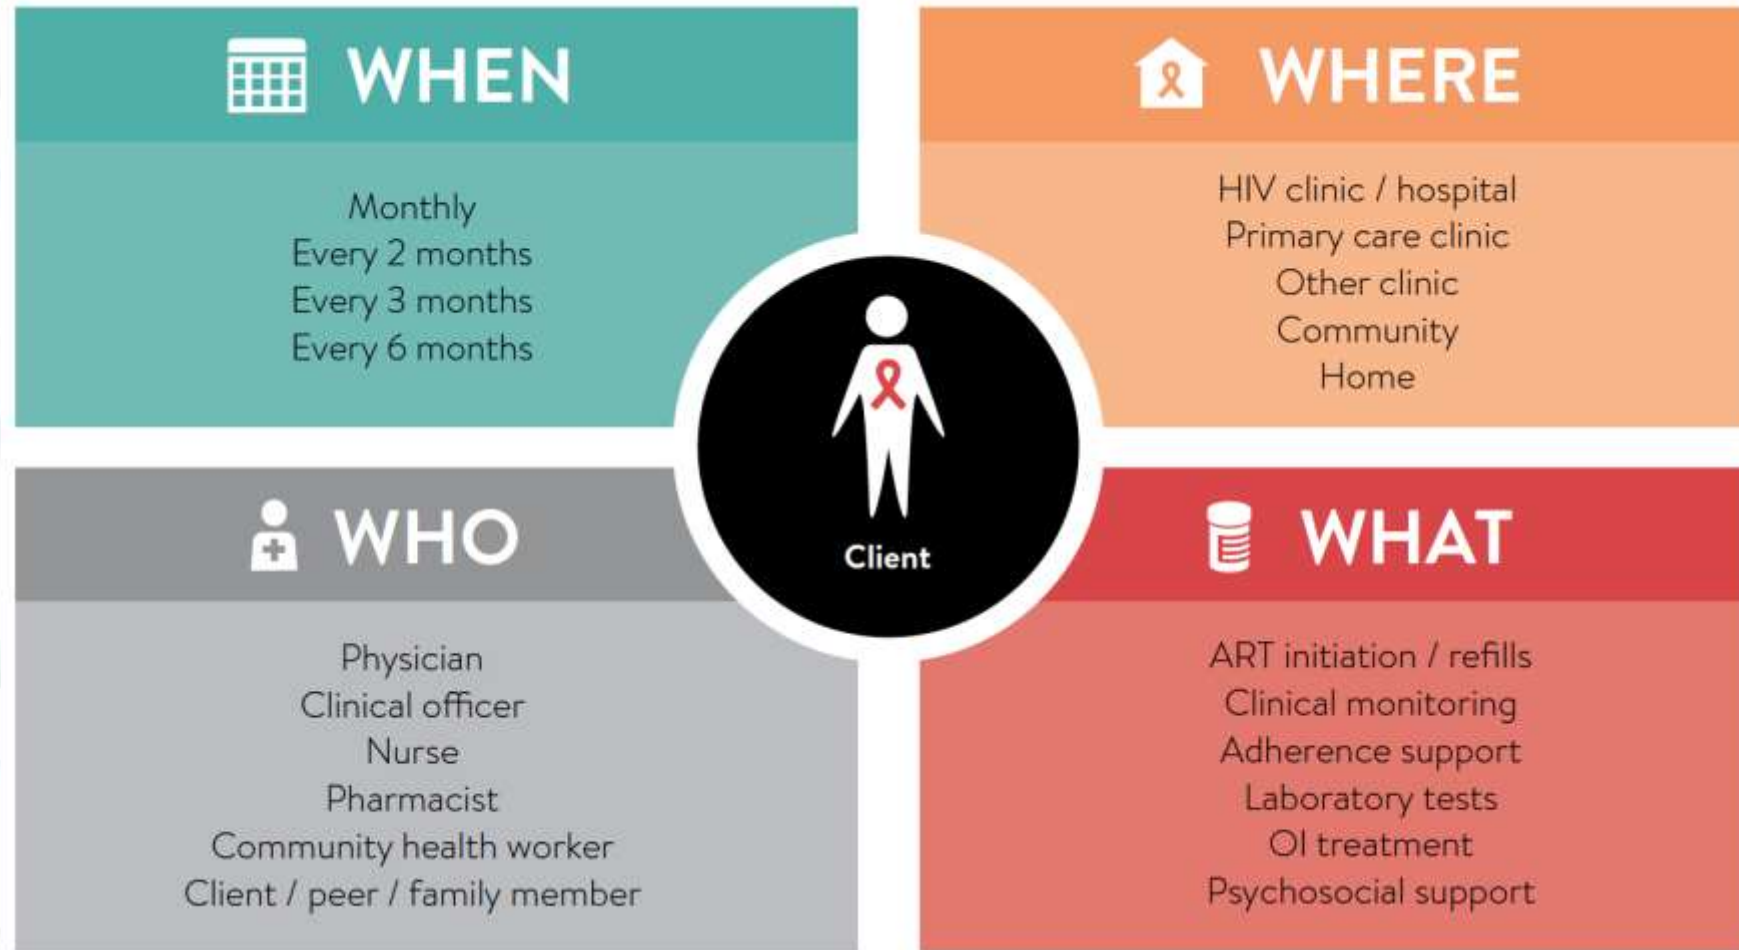 WHEN
Monthly
Every 2 months
Every 3 months
Every 6 months
WHERE
HIV clinic / hospital
Primary care clinic
Other clinic
Community
Home
Client
WHO
Physician
Clinical officer
Nurse
Pharmacist
Community health worker
Client / peer / family member
WHAT
ART initiation / refills
Clinical monitoring
Adherence support
Laboratory tests
OI treatment
Psychosocial support